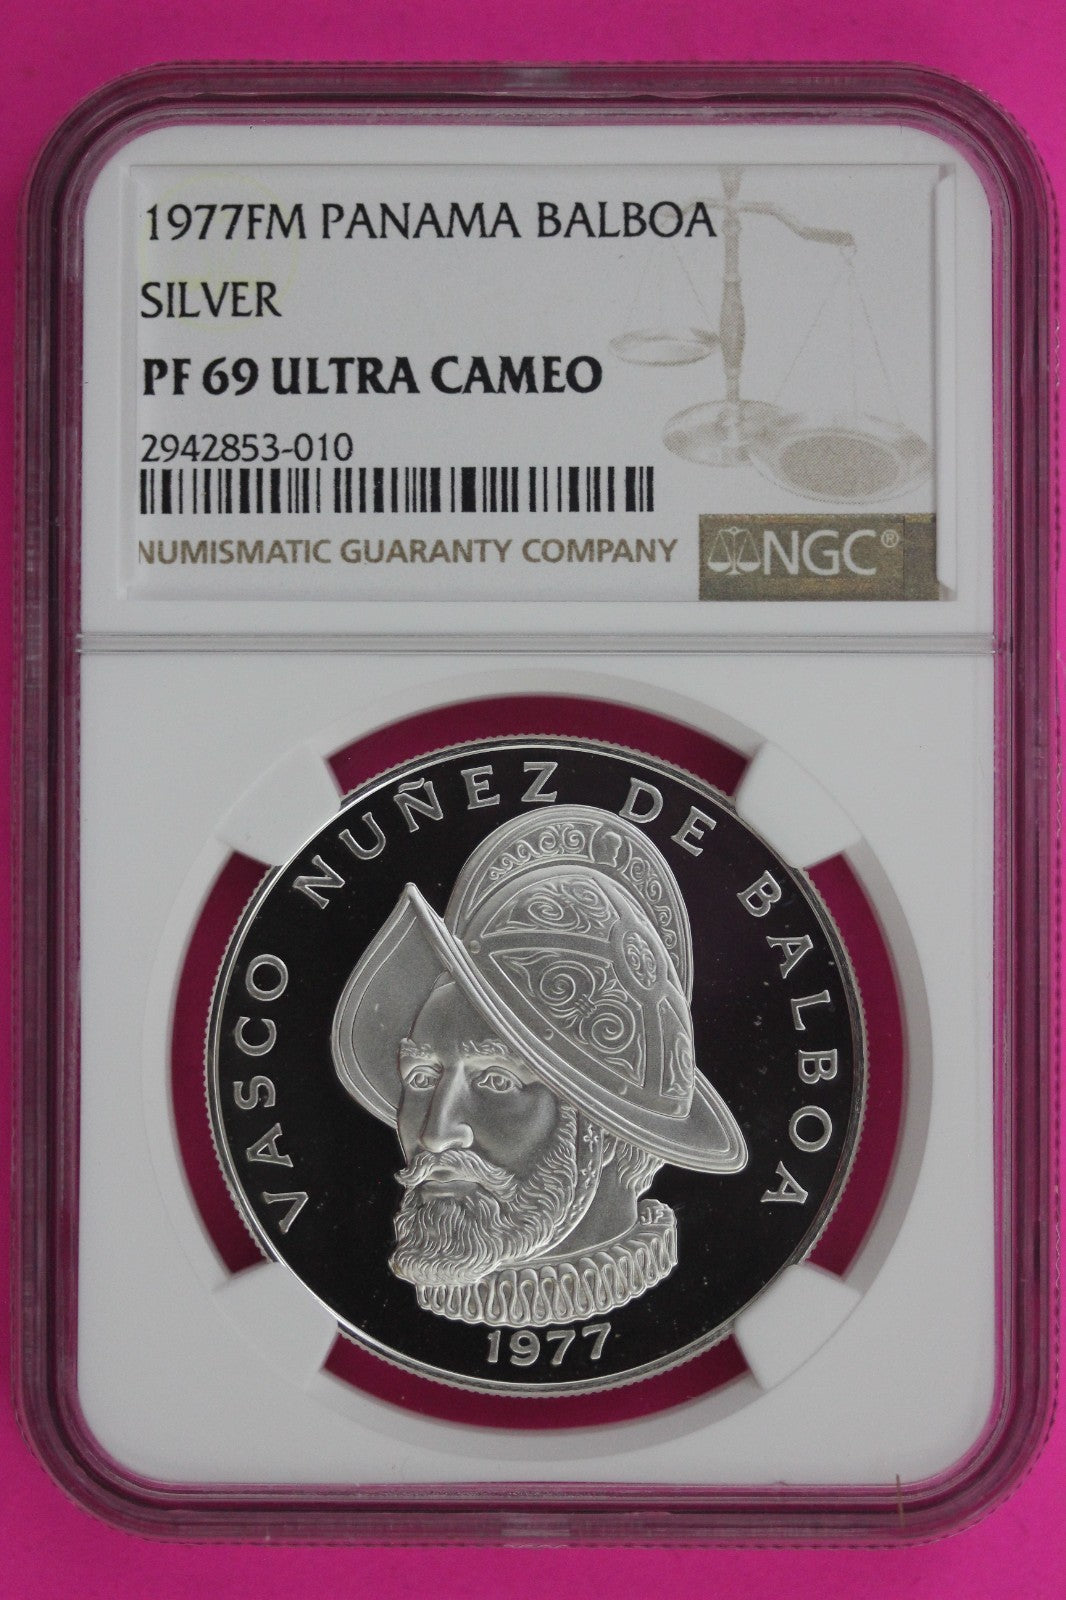 1977FM PANAMA BALBOA
SILVER
PF 69 ULTRA CAMEO
2942853-010
NUMISMATIC GUARANTY COMPANY
NGC®
VASCO NUÑEZ DE BALBOA
JF
1977